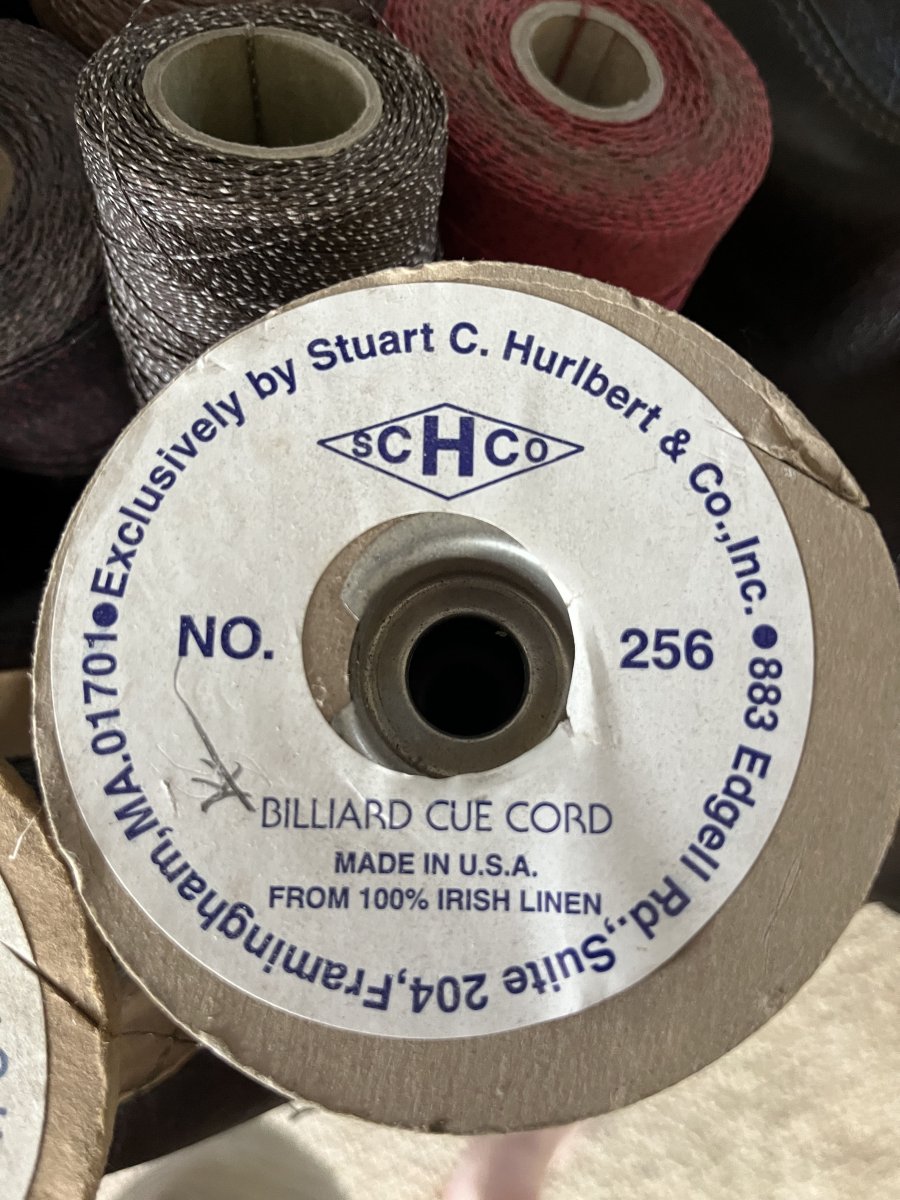 •Exclusively by Stuart C. Hurlbert & Co.,Inc. • 883 Edgell Rd.,Suite 204,Framingham,MA.01701
SCHCO
NO. 256
BILLIARD CUE CORD
MADE IN U.S.A.
FROM 100% IRISH LINEN